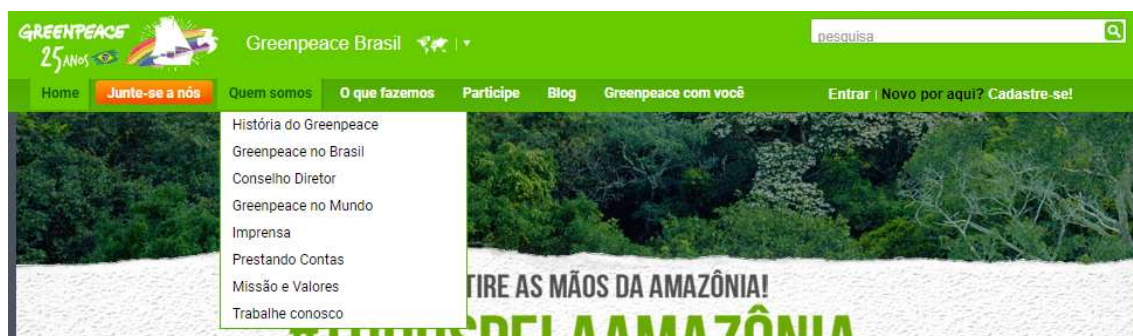 GREENPEACE
25 ANOS
Greenpeace Brasil
pesquisa
Home Junte-se a nós Quem somos O que fazemos Participe Blog Greenpeace com você Entrar | Novo por aqui? Cadastre-se!
História do Greenpeace
Greenpeace no Brasil
Conselho Diretor
Greenpeace no Mundo
Imprensa
Prestando Contas
Missão e Valores
Trabalhe conosco
TIRE AS MÃOS DA AMAZÔNIA!
AMAZÔNIA